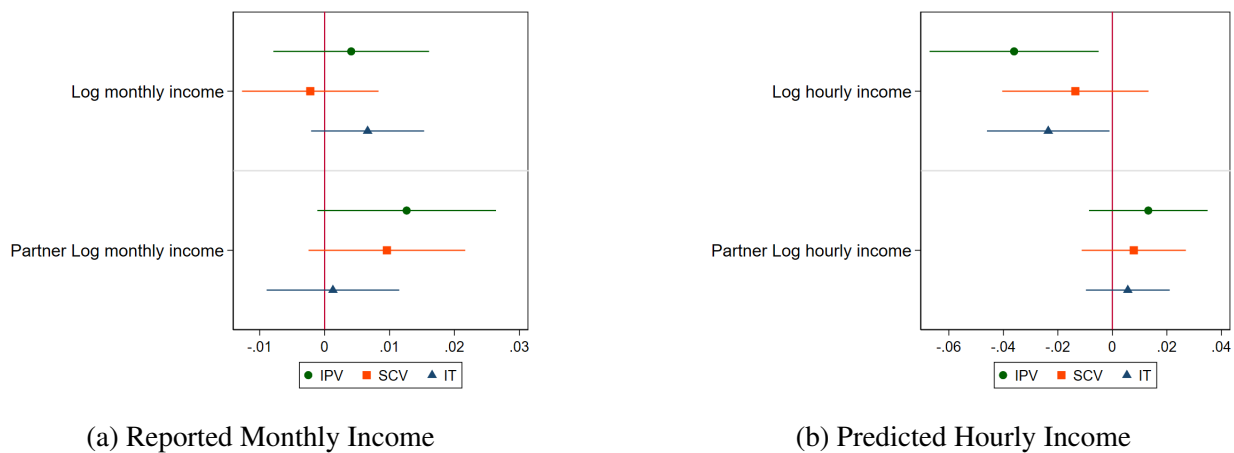 Log monthly income
Partner Log monthly income
-.01 0 .01 .02 .03
IPV SCV IT
(a) Reported Monthly Income
Log hourly income
Partner Log hourly income
-.06 -.04 -.02 0 .02 .04
IPV SCV IT
(b) Predicted Hourly Income